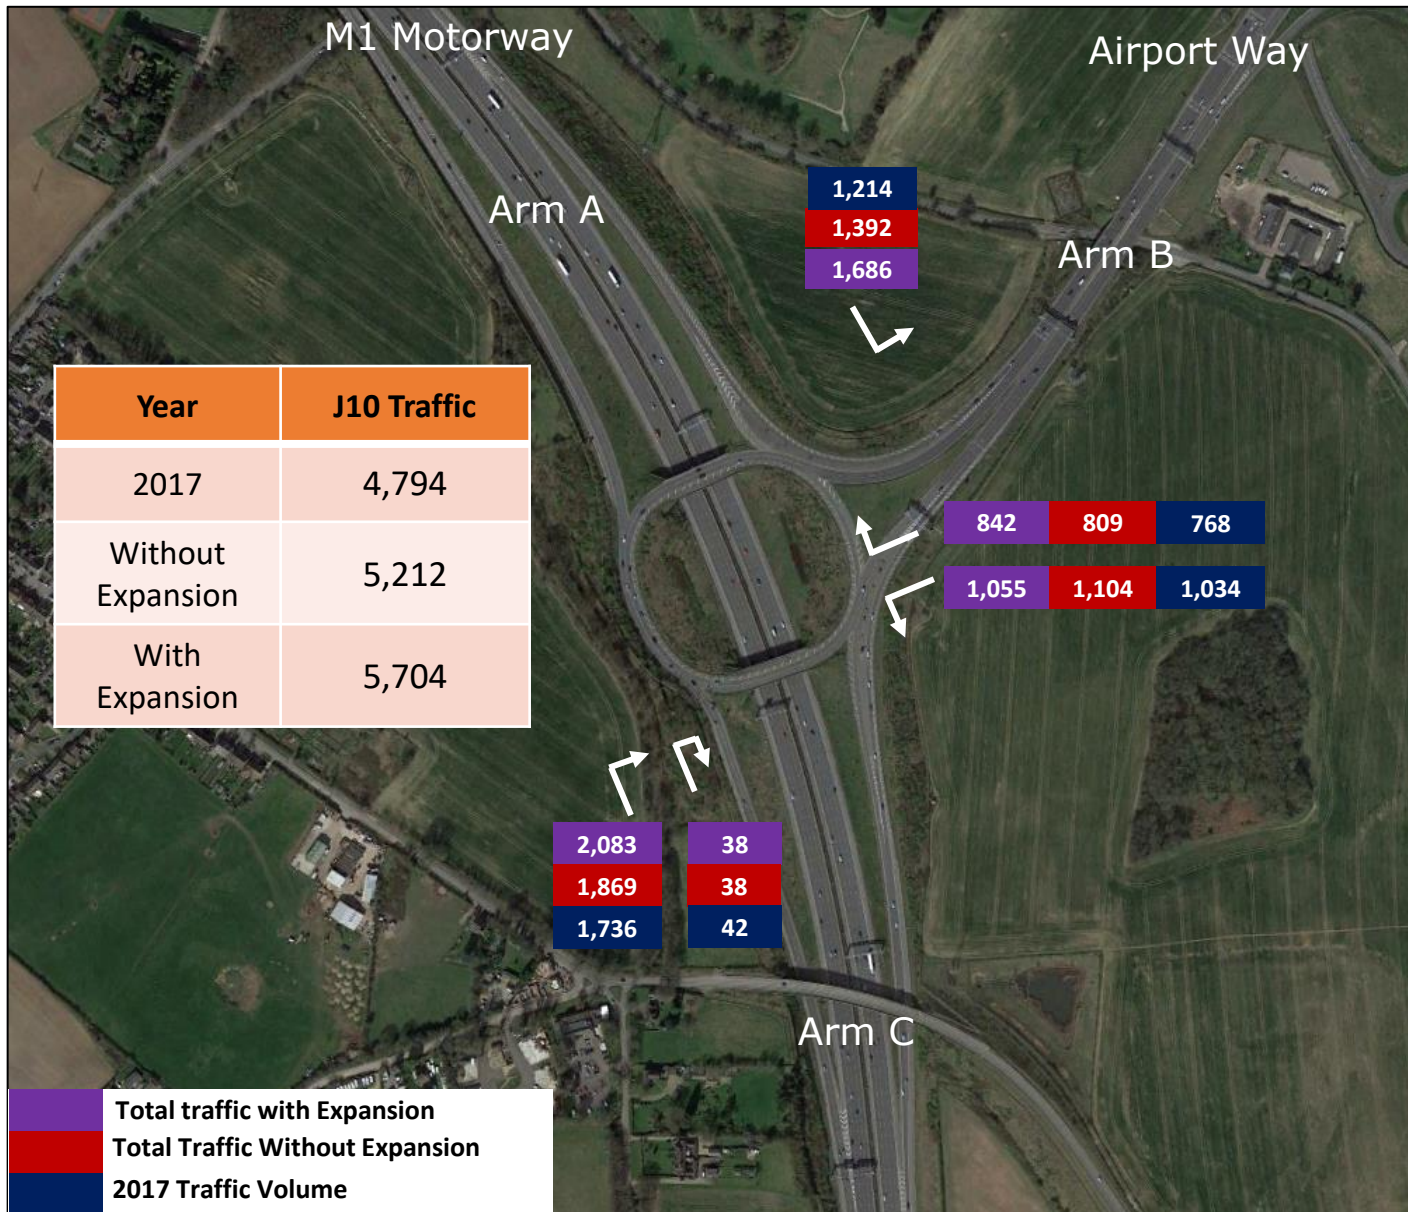 M1 Motorway
Airport Way
Arm A
1,214
1,392
1,686
Arm B
Year J10 Traffic
2017 4,794
Without
Expansion
5,212
With
Expansion
5,704
842 809 768
1,055 1,104 1,034
2,083 38
1,869 38
1,736 42
Arm C
Total traffic with Expansion
Total Traffic Without Expansion
2017 Traffic Volume